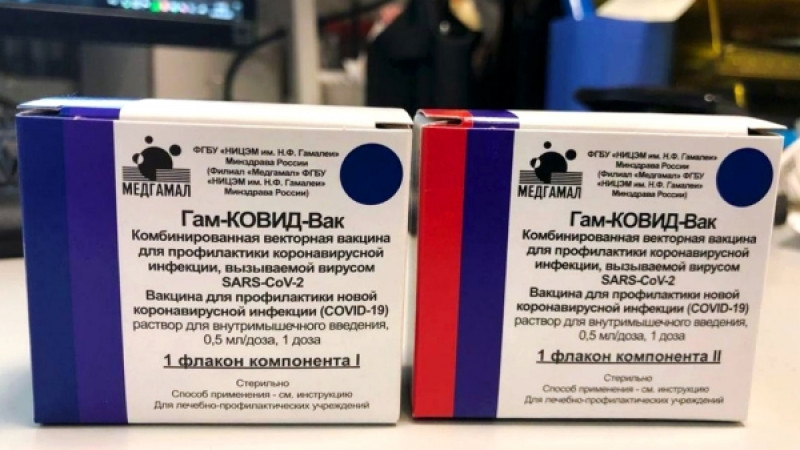 МЕДГАМАЛ
ФГБУ «НИЦЭМ им. Н.Ф. Гамалеи»
Минздрава России
(Филиал «Медгамал» ФГБУ
«НИЦЭМ им. Н.Ф. Гамалеи»
Минздрава России)
Гам-КОВИД-Вак
Комбинированная векторная вакцина
для профилактики коронавирусной
инфекции, вызываемой вирусом
SARS-CoV-2
Вакцина для профилактики новой
коронавирусной инфекции (COVID-19)
раствор для внутримышечного введения,
0,5 мл/доза, 1 доза
1 флакон компонента I
Стерильно
Способ применения - см. инструкцию
Для лечебно-профилактических учреждений
МЕДГАМАЛ
ФГБУ «НИЦЭМ им. Н.Ф. Гамалеи»
Минздрава России
(Филиал «Медгамал» ФГБУ
«НИЦЭМ им. Н.Ф. Гамалеи»
Минздрава России)
Гам-КОВИД-Вак
Комбинированная векторная вакцина
для профилактики коронавирусной
инфекции, вызываемой вирусом
SARS-CoV-2
Вакцина для профилактики новой
коронавирусной инфекции (COVID-19)
раствор для внутримышечного введения,
0,5 мл/доза, 1 доза
1 флакон компонента II
Стерильно
Способ применения - см. инструкцию
Для лечебно-профилактических учреждений